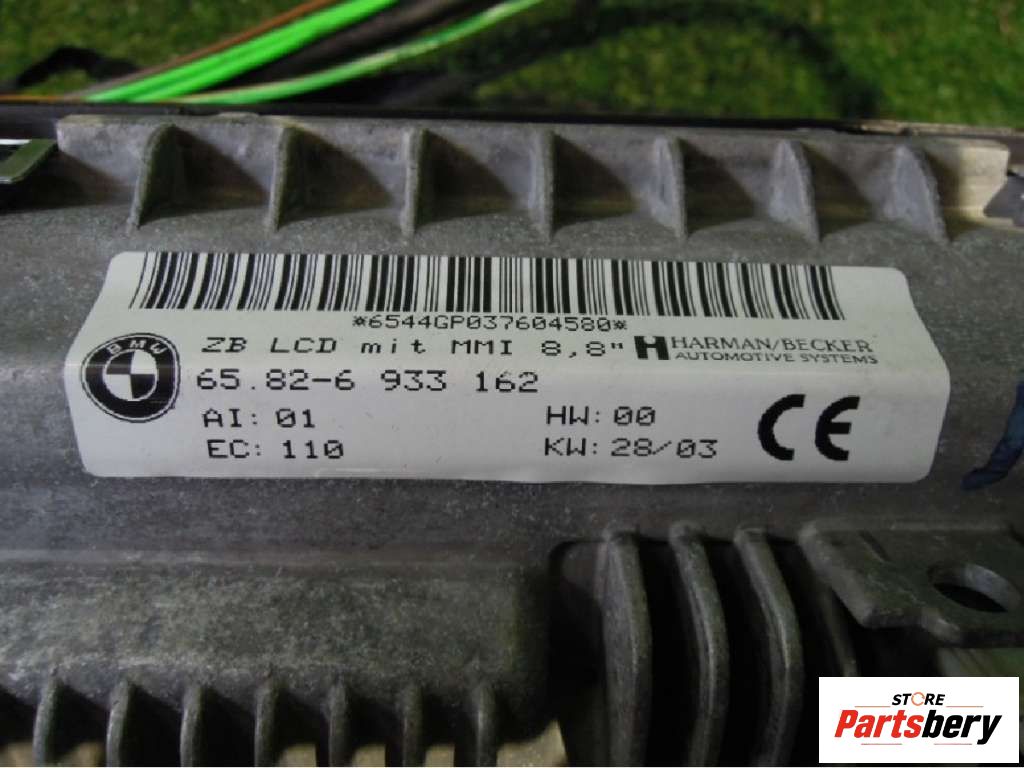 *6544GP037604580*
ZB LCD mit MMI 8,8" HARMAN/BECKER
AUTOMOTIVE SYSTEMS
BMW
65.82-6 933 162
AI: 01 HW: 00
EC: 110 KW: 28/03
CE
STORE
Partsbery